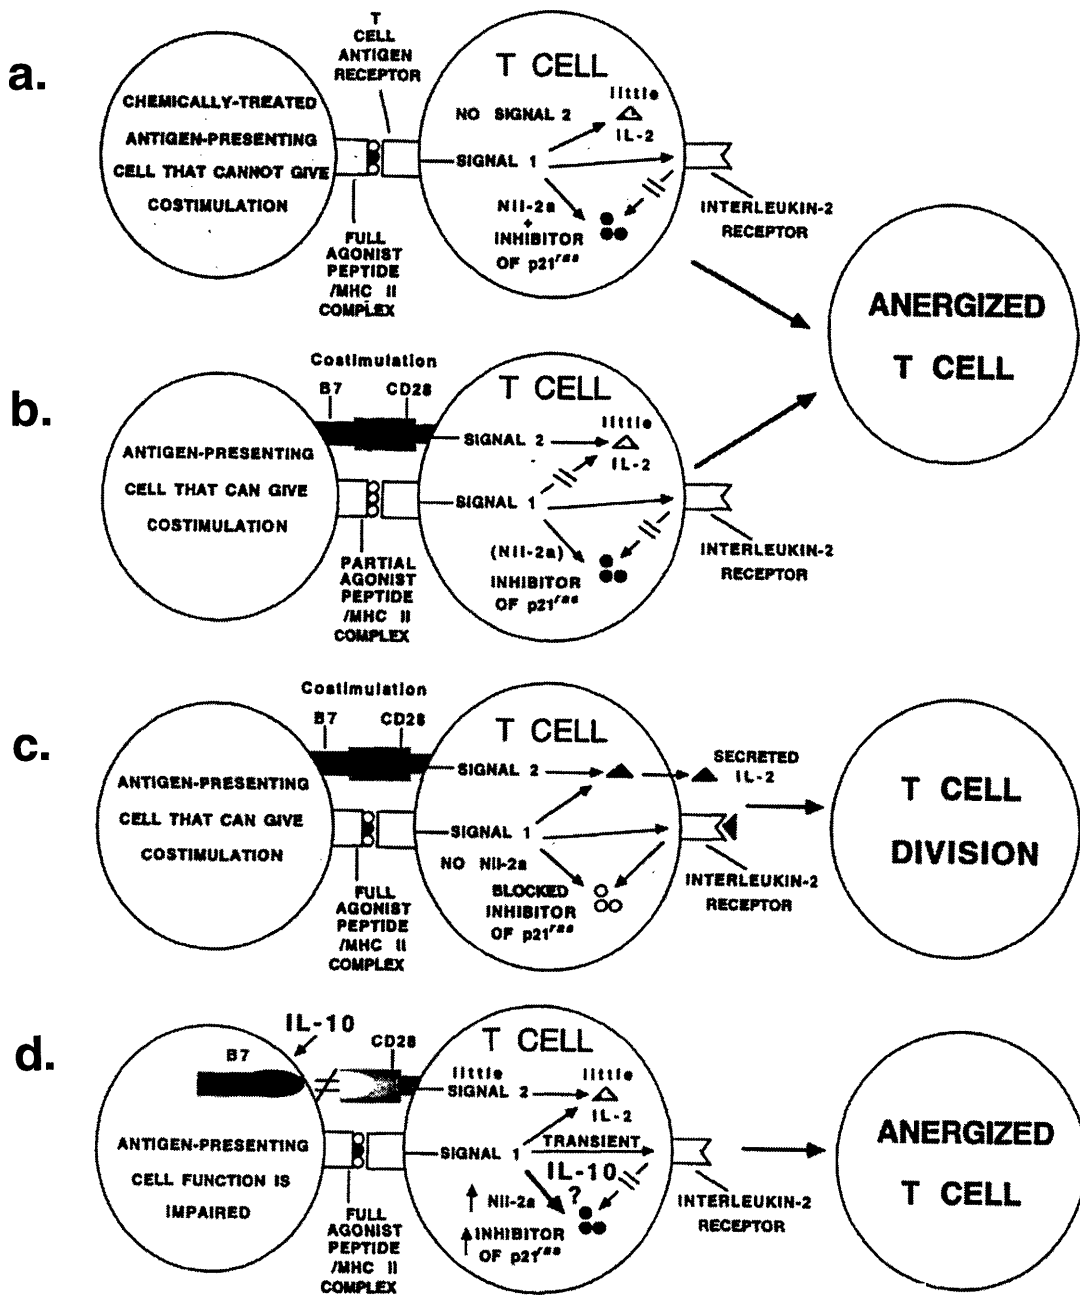 a.
T
CELL
ANTIGEN
RECEPTOR
CHEMICALLY-TREATED
ANTIGEN-PRESENTING
CELL THAT CANNOT GIVE
COSTIMULATION
FULL
AGONIST
PEPTIDE
/MHC II
COMPLEX
T CELL
NO SIGNAL 2
little
IL-2
SIGNAL 1
Nil-2a
+
INHIBITOR
OF p21ras
INTERLEUKIN-2
RECEPTOR
ANERGIZED
T CELL
b.
Costimulation
B7
CD28
ANTIGEN-PRESENTING
CELL THAT CAN GIVE
COSTIMULATION
PARTIAL
AGONIST
PEPTIDE
/MHC II
COMPLEX
T CELL
little
SIGNAL 2
IL-2
SIGNAL 1
(Nil-2a)
INHIBITOR
OF p21ras
INTERLEUKIN-2
RECEPTOR
c.
Costimulation
B7
CD28
ANTIGEN-PRESENTING
CELL THAT CAN GIVE
COSTIMULATION
FULL
AGONIST
PEPTIDE
/MHC II
COMPLEX
T CELL
SIGNAL 2
SECRETED
IL-2
SIGNAL 1
NO Nil-2a
BLOCKED
INHIBITOR
OF p21ras
INTERLEUKIN-2
RECEPTOR
T CELL
DIVISION
d.
IL-10
B7
CD28
ANTIGEN-PRESENTING
CELL FUNCTION IS
IMPAIRED
FULL
AGONIST
PEPTIDE
/MHC II
COMPLEX
T CELL
little
SIGNAL 2
little
IL-2
SIGNAL 1
TRANSIENT
IL-10
?
Nil-2a
INHIBITOR
OF p21ras
INTERLEUKIN-2
RECEPTOR
ANERGIZED
T CELL